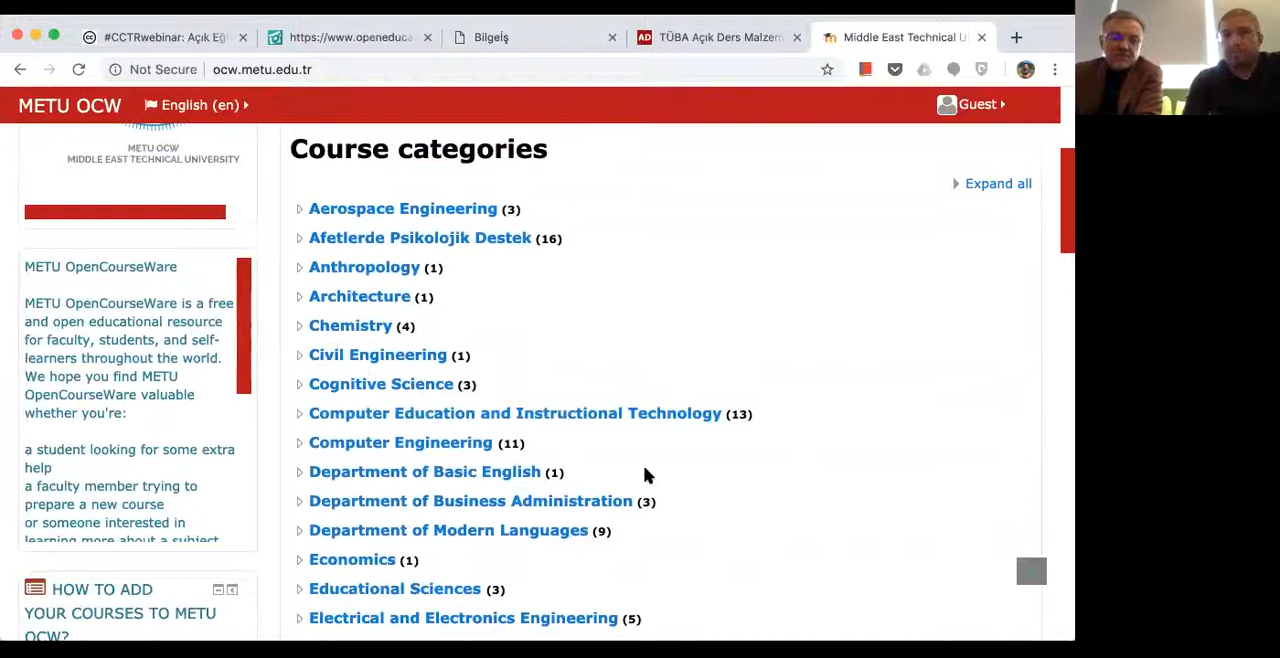 #CCTRwebinar: Açık Eği
https://www.openeduca
Bilgeİş
TÜBA Açık Ders Malzem
Middle East Technical U
Not Secure
ocw.metu.edu.tr
METU OCW
English (en)
Guest
METU OCW
MIDDLE EAST TECHNICAL UNIVERSITY
METU OpenCourseWare
METU OpenCourseWare is a free
and open educational resource
for faculty, students, and self-
learners throughout the world.
We hope you find METU
OpenCourseWare valuable
whether you're:
a student looking for some extra
help
a faculty member trying to
prepare a new course
or someone interested in
learning more about a subject
HOW TO ADD
YOUR COURSES TO METU
OCW?
Course categories
Expand all
Aerospace Engineering (3)
Afetlerde Psikolojik Destek (16)
Anthropology (1)
Architecture (1)
Chemistry (4)
Civil Engineering (1)
Cognitive Science (3)
Computer Education and Instructional Technology (13)
Computer Engineering (11)
Department of Basic English (1)
Department of Business Administration (3)
Department of Modern Languages (9)
Economics (1)
Educational Sciences (3)
Electrical and Electronics Engineering (5)